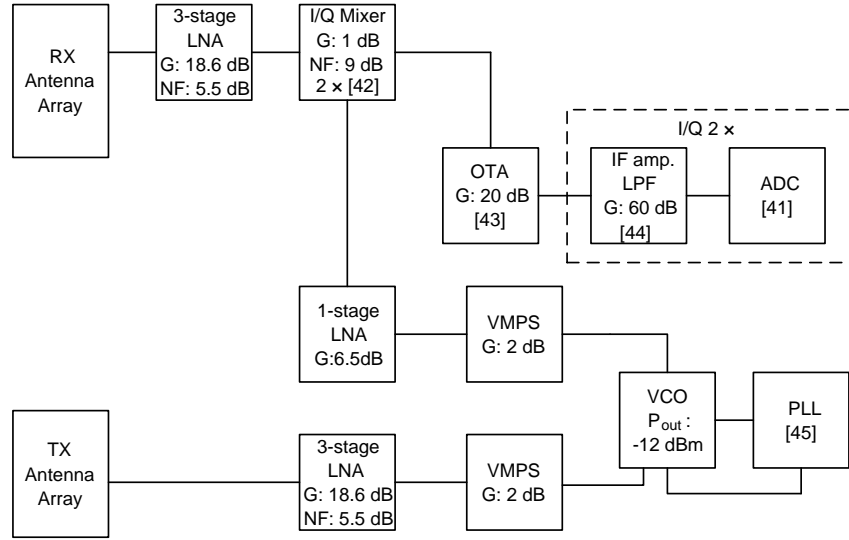 RX
Antenna
Array
3-stage
LNA
G: 18.6 dB
NF: 5.5 dB
I/Q Mixer
G: 1 dB
NF: 9 dB
2 × [42]
OTA
G: 20 dB
[43]
I/Q 2 ×
IF amp.
LPF
G: 60 dB
[44]
ADC
[41]
1-stage
LNA
G:6.5dB
VMPS
G: 2 dB
VCO
Pout :
-12 dBm
PLL
[45]
TX
Antenna
Array
3-stage
LNA
G: 18.6 dB
NF: 5.5 dB
VMPS
G: 2 dB